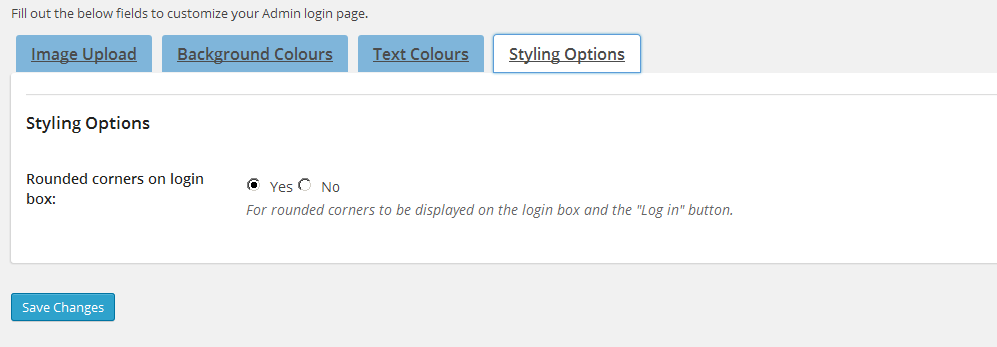 Fill out the below fields to customize your Admin login page.
Image Upload Background Colours Text Colours Styling Options
Styling Options
Rounded corners on login
box:
Yes No
For rounded corners to be displayed on the login box and the "Log in" button.
Save Changes